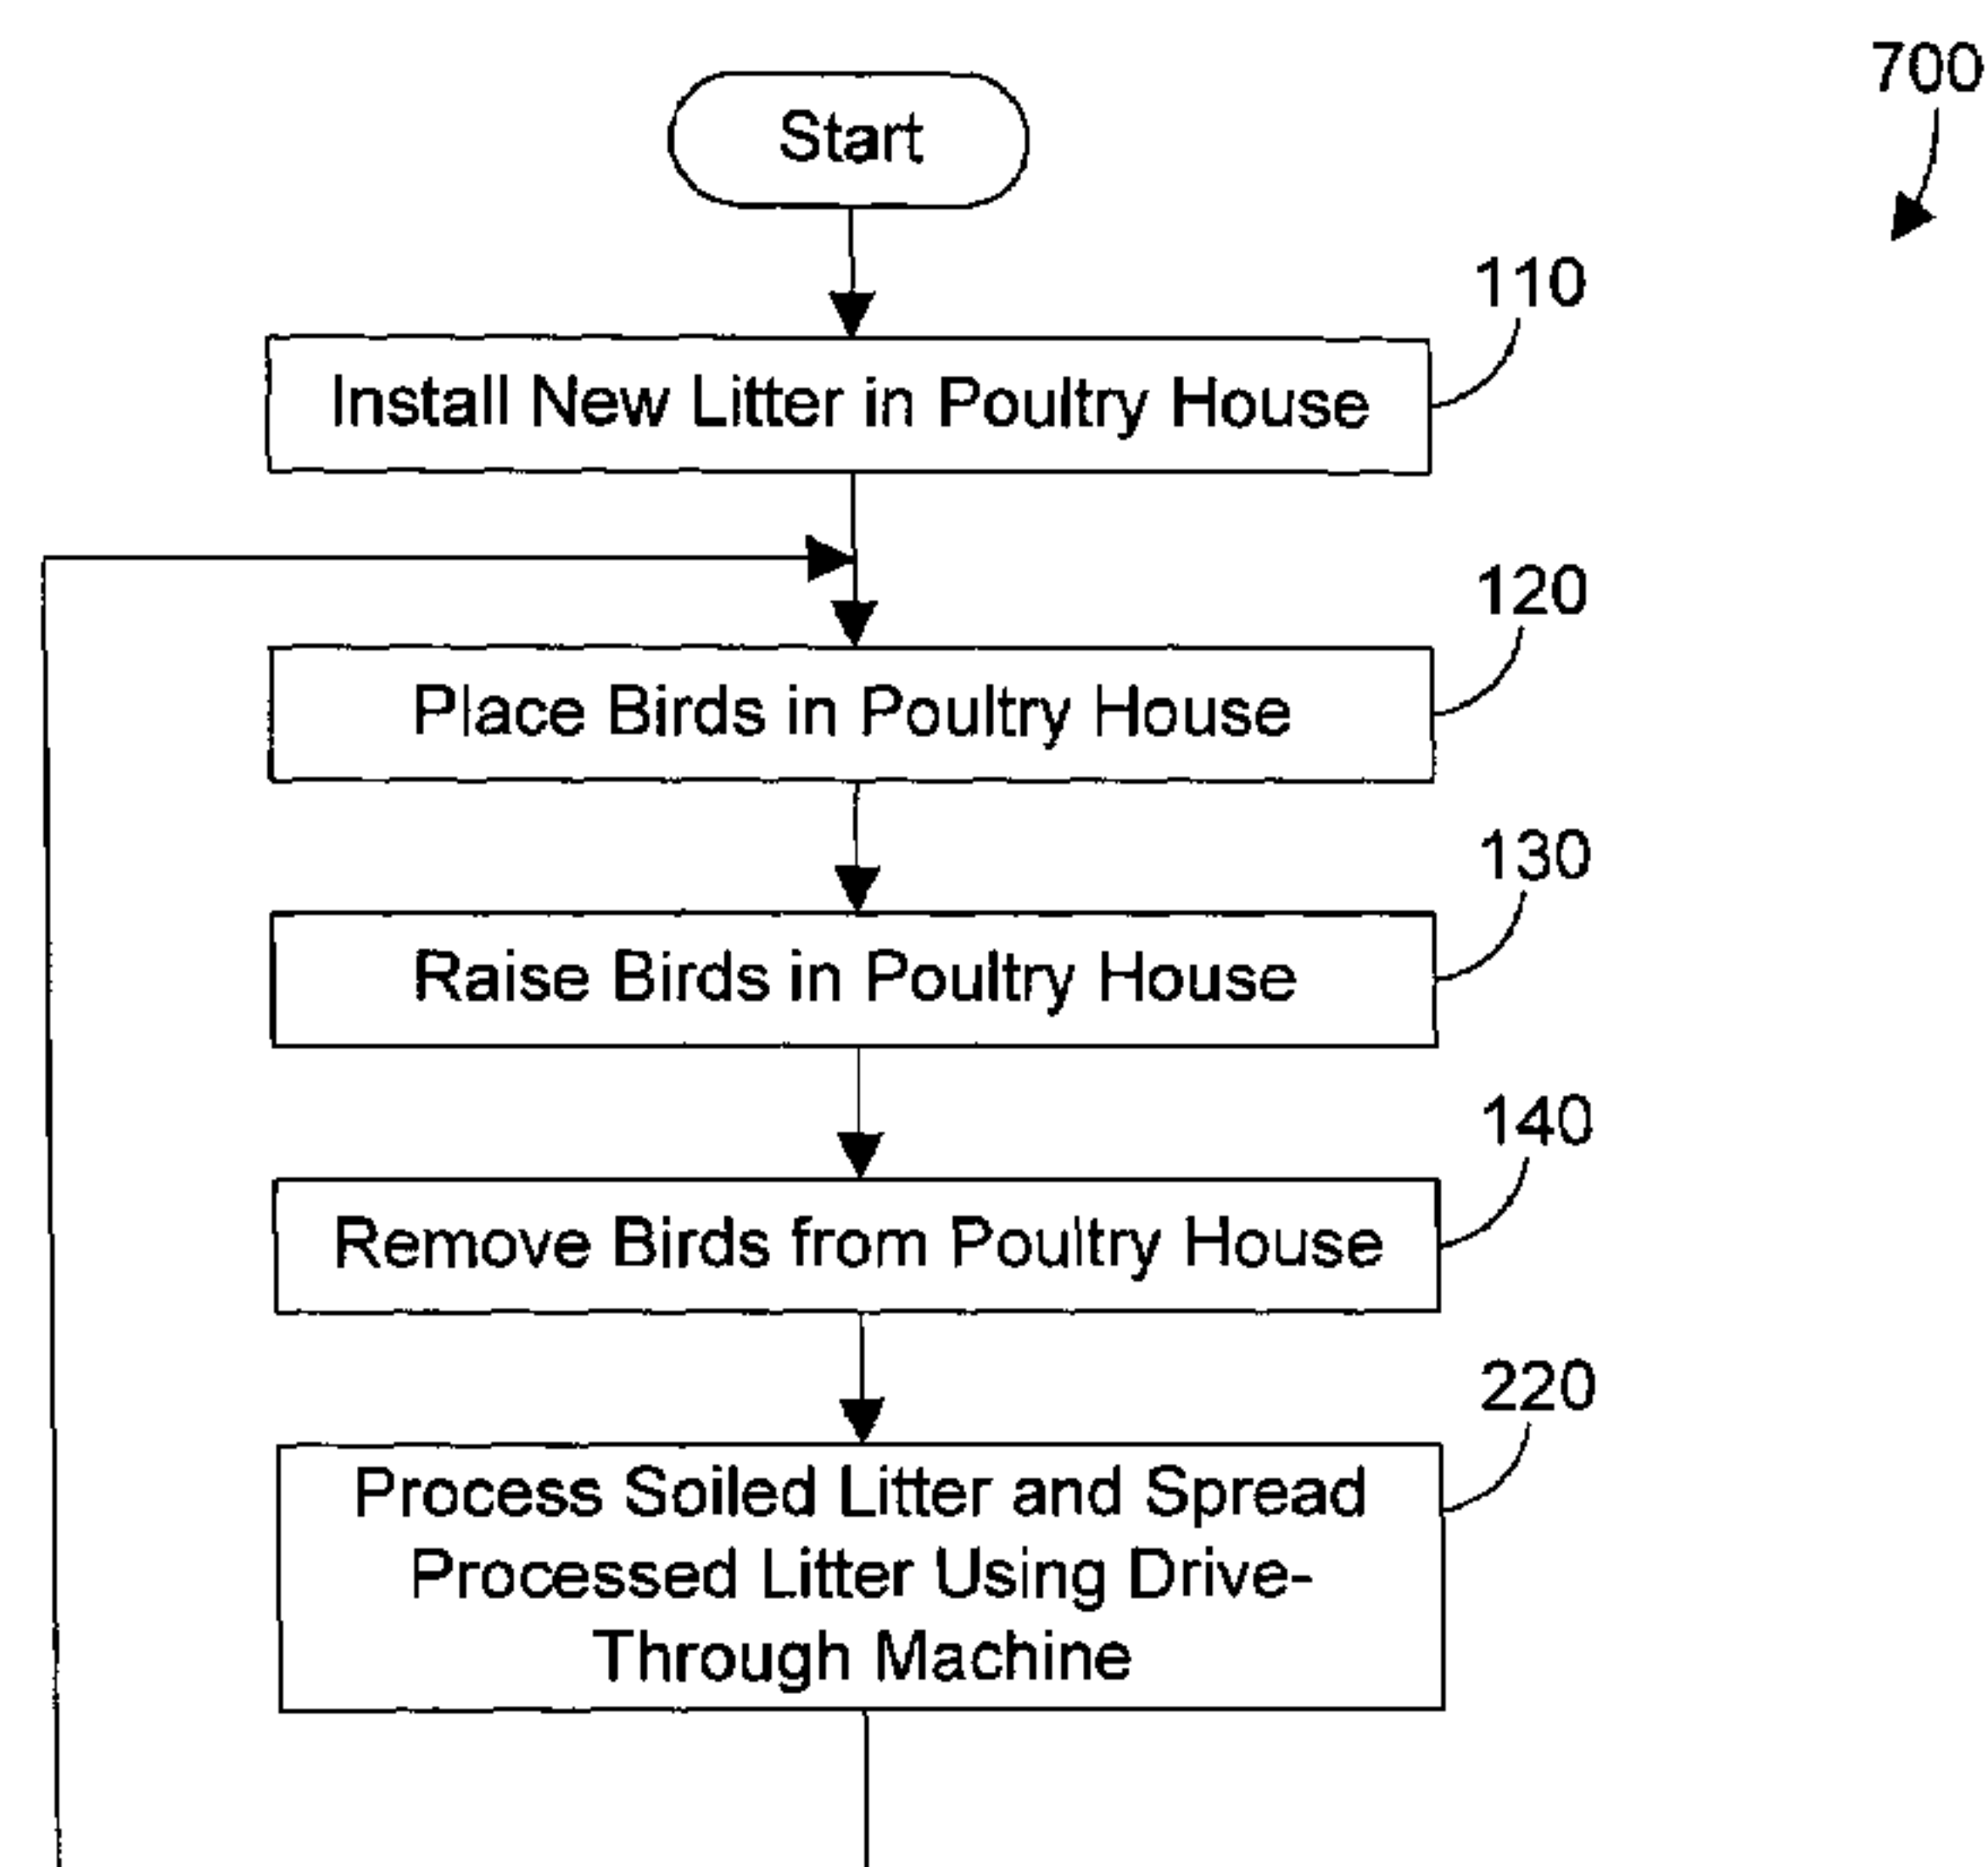 700
Start
110
Install New Litter in Poultry House
120
Place Birds in Poultry House
130
Raise Birds in Poultry House
140
Remove Birds from Poultry House
220
Process Soiled Litter and Spread
Processed Litter Using Drive-
Through Machine